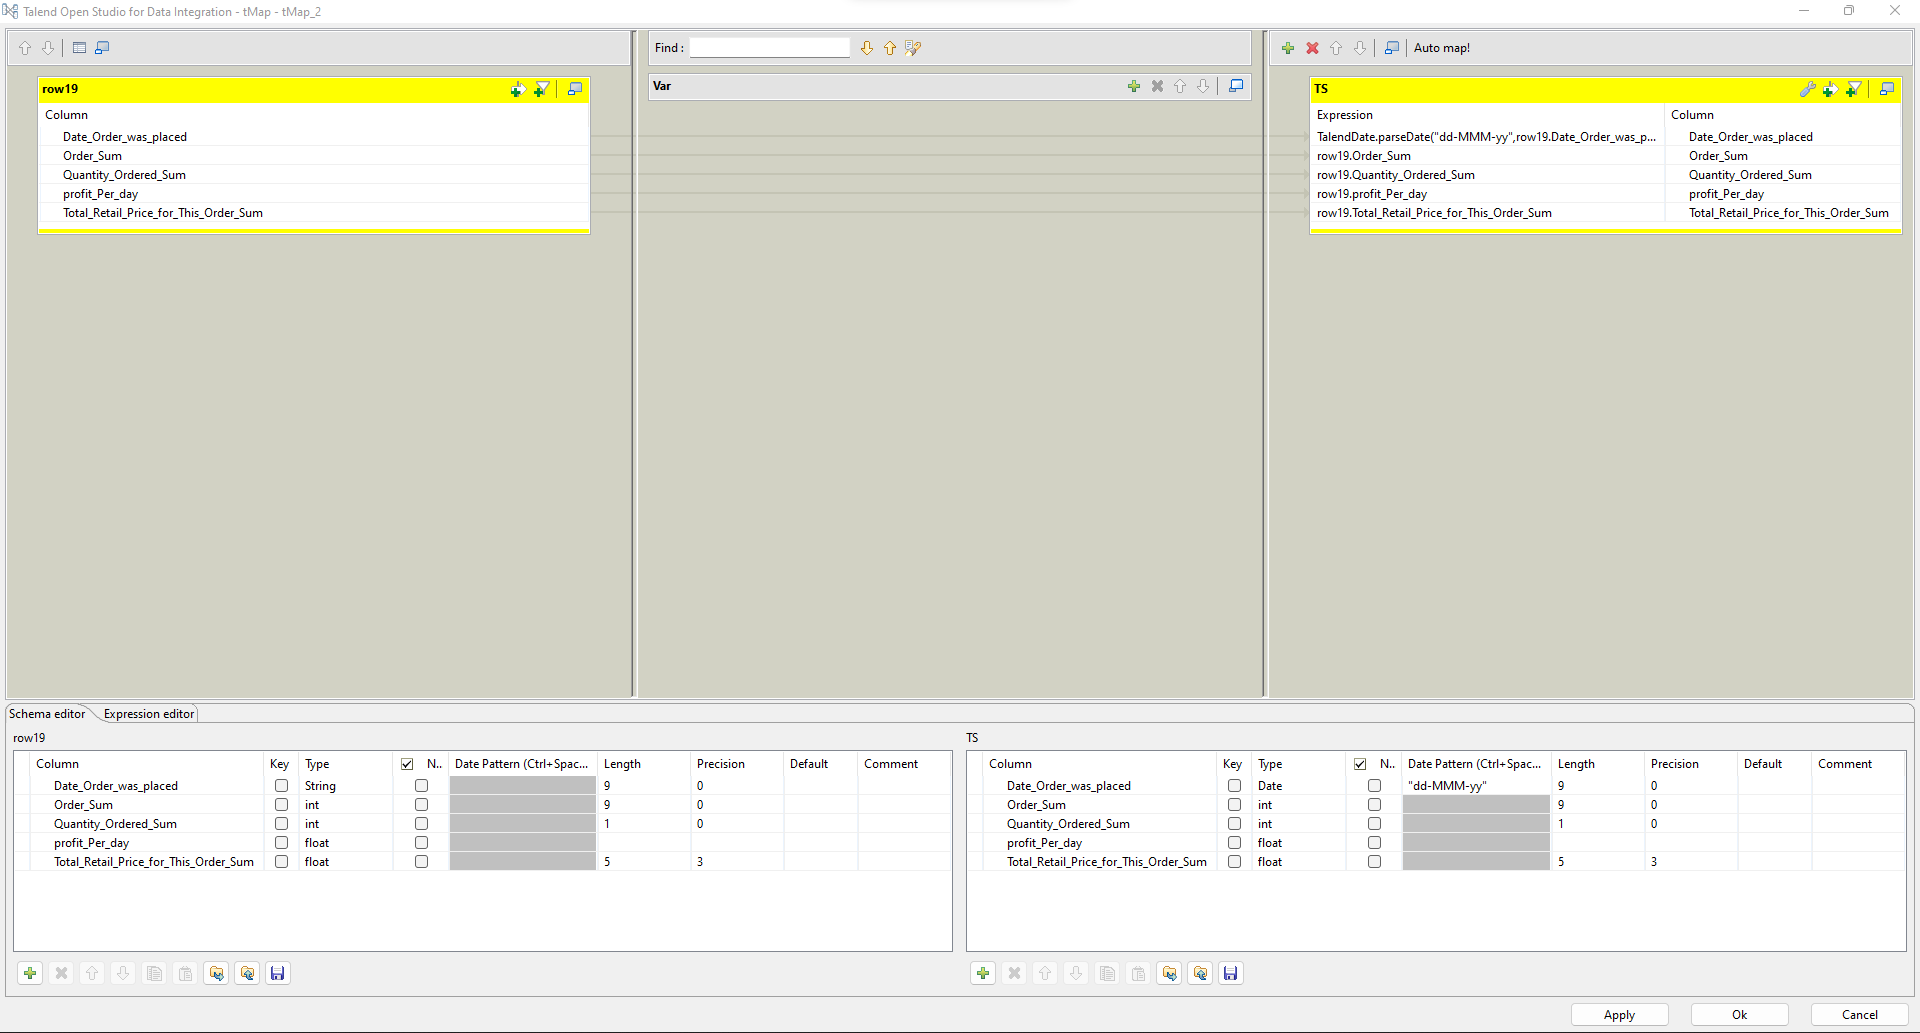 Talend Open Studio for Data Integration - tMap - tMap_2
Find :
Auto map!
row19
Column
Date_Order_was_placed
Order_Sum
Quantity_Ordered_Sum
profit_Per_day
Total_Retail_Price_for_This_Order_Sum
Var
TS
Expression Column
TalendDate.parseDate("dd-MMM-yy",row19.Date_Order_was_p... Date_Order_was_placed
row19.Order_Sum Order_Sum
row19.Quantity_Ordered_Sum Quantity_Ordered_Sum
row19.profit_Per_day profit_Per_day
row19.Total_Retail_Price_for_This_Order_Sum Total_Retail_Price_for_This_Order_Sum
Schema editor Expression editor
row19
Column Key Type N.. Date Pattern (Ctrl+Spac... Length Precision Default Comment
Date_Order_was_placed String 9 0
Order_Sum int 9 0
Quantity_Ordered_Sum int 1 0
profit_Per_day float
Total_Retail_Price_for_This_Order_Sum float 5 3
TS
Column Key Type N.. Date Pattern (Ctrl+Spac... Length Precision Default Comment
Date_Order_was_placed Date "dd-MMM-yy" 9 0
Order_Sum int 9 0
Quantity_Ordered_Sum int 1 0
profit_Per_day float
Total_Retail_Price_for_This_Order_Sum float 5 3
Apply Ok Cancel